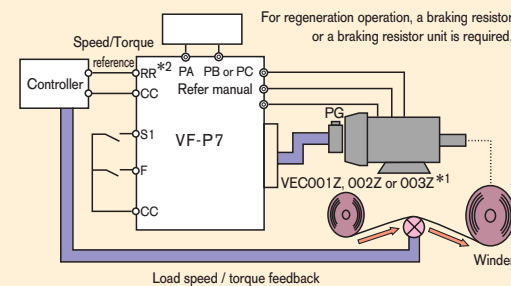 For regeneration operation, a braking resistor
or a braking resistor unit is required.
Speed/Torque
reference
RR*2
PA
PB or PC
Refer manual
Controller
CC
PG
S1
VF-P7
F
VEC001Z, 002Z or 003Z*1
CC
Winder
Load speed / torque feedback